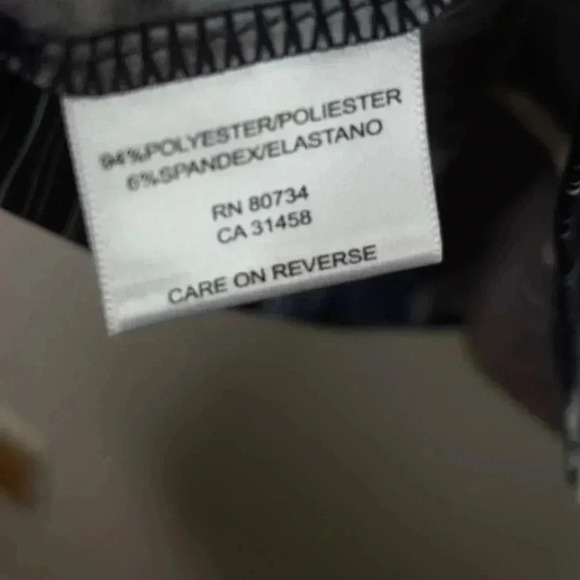 94%POLYESTER/POLIESTER
6%SPANDEX/ELASTANO
RN 80734
CA 31458
CARE ON REVERSE